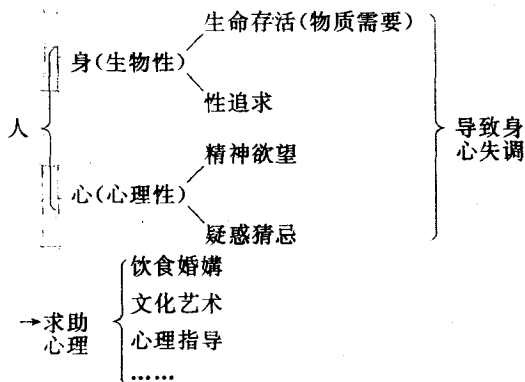 生命存活(物质需要)
身(生物性)
性追求
人
导致身
心失调
精神欲望
心(心理性)
疑惑猜忌
饮食婚媾
文化艺术
→求助
心理
心理指导
……